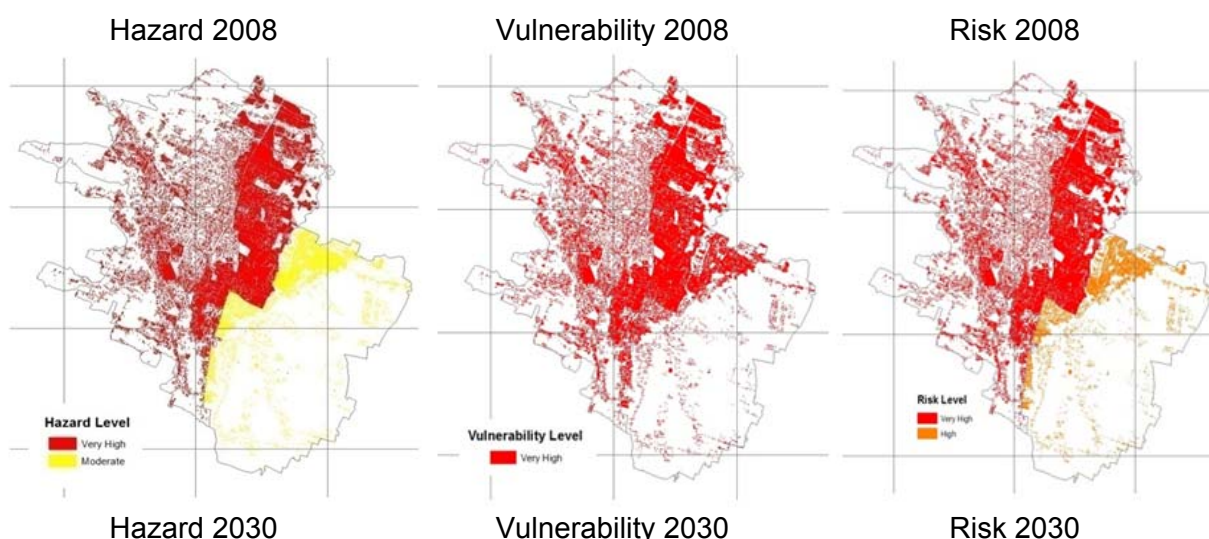 Hazard 2008
Vulnerability 2008
Risk 2008
Hazard Level
Very High
Moderate
Vulnerability Level
Very High
Risk Level
Very High
High
Hazard 2030
Vulnerability 2030
Risk 2030